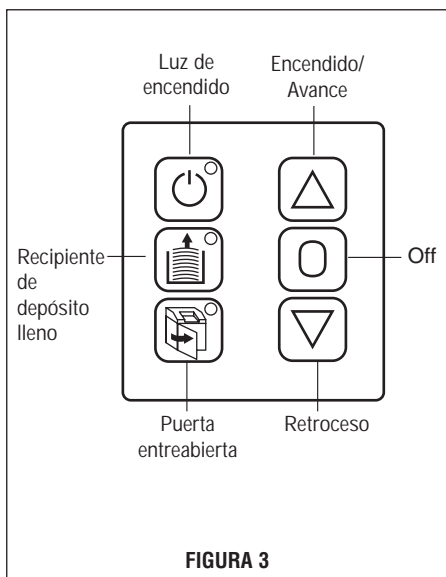 Luz de
encendido
Encendido/
Avance
Recipiente
de
depósito
lleno
Off
Puerta
entreabierta
Retroceso
FIGURA 3